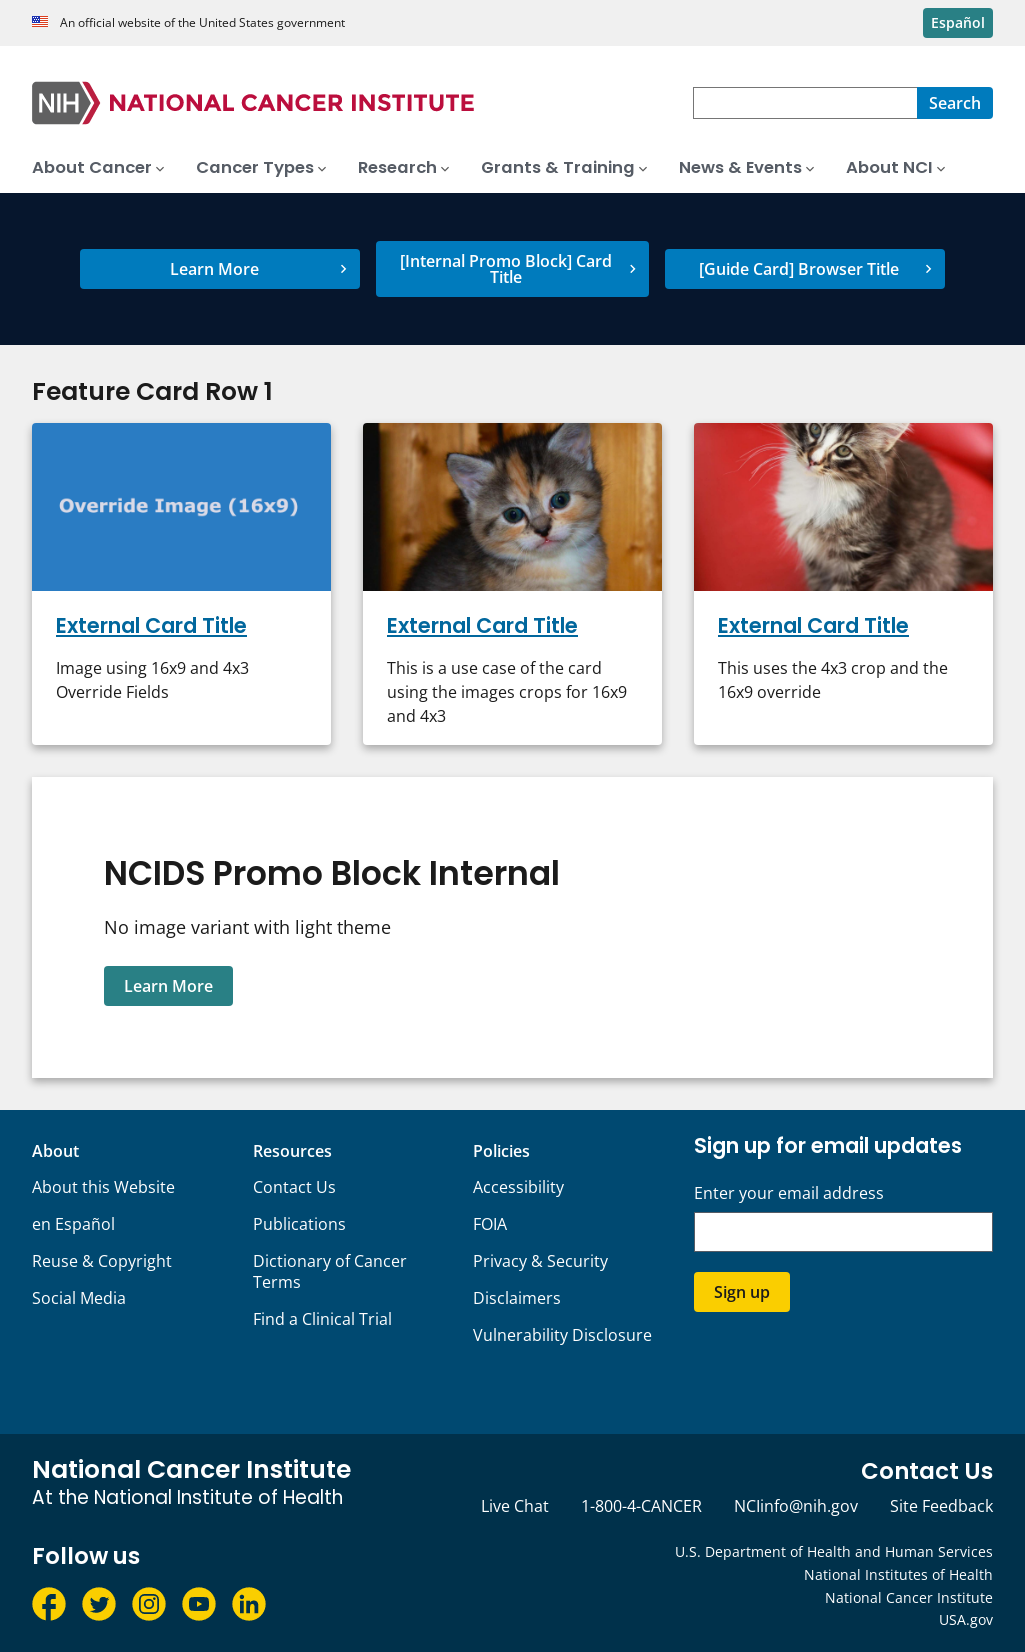 An official website of the United States government
Español
NIH NATIONAL CANCER INSTITUTE
Search
About Cancer
Cancer Types
Research
Grants & Training
News & Events
About NCI
Learn More
[Internal Promo Block] Card
Title
[Guide Card] Browser Title
Feature Card Row 1
Override Image (16x9)
External Card Title
Image using 16x9 and 4x3
Override Fields
External Card Title
This is a use case of the card
using the images crops for 16x9
and 4x3
External Card Title
This uses the 4x3 crop and the
16x9 override
NCIDS Promo Block Internal
No image variant with light theme
Learn More
About
About this Website
en Español
Reuse & Copyright
Social Media
Resources
Contact Us
Publications
Dictionary of Cancer
Terms
Find a Clinical Trial
Policies
Accessibility
FOIA
Privacy & Security
Disclaimers
Vulnerability Disclosure
Sign up for email updates
Enter your email address
Sign up
National Cancer Institute
At the National Institute of Health
Follow us
Contact Us
Live Chat
1-800-4-CANCER
NCIinfo@nih.gov
Site Feedback
U.S. Department of Health and Human Services
National Institutes of Health
National Cancer Institute
USA.gov